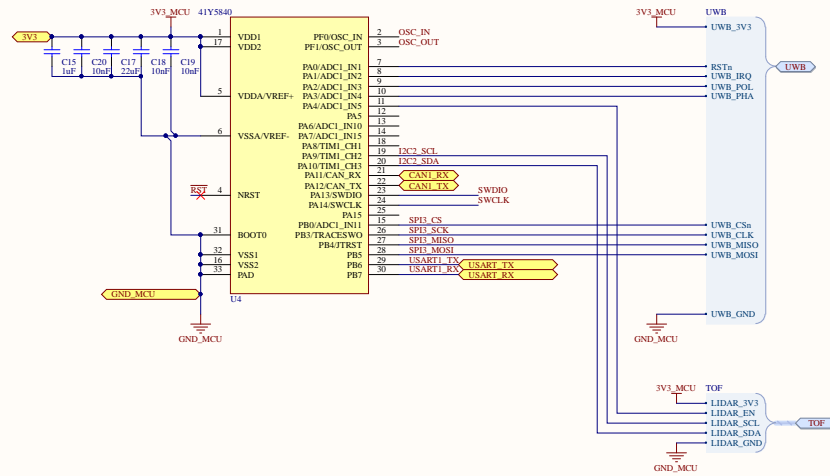 3V3_MCU
41Y5840
3V3_MCU
UWB
3V3
1 VDD1
17 VDD2
PF0/OSC_IN 2 OSC_IN
PF1/OSC_OUT 3 OSC_OUT
UWB_3V3
C15
1uF
C20
10nF
C17
22uF
C18
10nF
C19
10nF
PA0/ADC1_IN1 7
RSTn
UWB
PA1/ADC1_IN2 8
UWB_IRQ
PA2/ADC1_IN3 9
UWB_POL
5 VDDA/VREF+
PA3/ADC1_IN4 10
UWB_PHA
PA4/ADC1_IN5 11
PA5 12
PA6/ADC1_IN10 13
6 VSSA/VREF-
PA7/ADC1_IN15 14
PA8/TIM1_CH1 18
PA9/TIM1_CH2 19 I2C2_SCL
PA10/TIM1_CH3 20 I2C2_SDA
PA11/CAN_RX 21 CAN1_RX
PA12/CAN_TX 22 CAN1_TX
RST 4 NRST
PA13/SWDIO 23 SWDIO
PA14/SWCLK 24 SWCLK
PA15 25
PB0/ADC1_IN11 15 SPI3_CS
UWB_CSn
31 BOOT0
PB3/TRACESWO 26 SPI3_SCK
UWB_CLK
PB4/JTRST 27 SPI3_MISO
UWB_MISO
32 VSS1
PB5 28 SPI3_MOSI
UWB_MOSI
16 VSS2
PB6 29 USART1_TX USART_TX
33 PAD
PB7 30 USART1_RX USART_RX
GND_MCU
U4
UWB_GND
GND_MCU
GND_MCU
3V3_MCU
TOF
LIDAR_3V3
LIDAR_EN
LIDAR_SCL
TOF
LIDAR_SDA
LIDAR_GND
GND_MCU